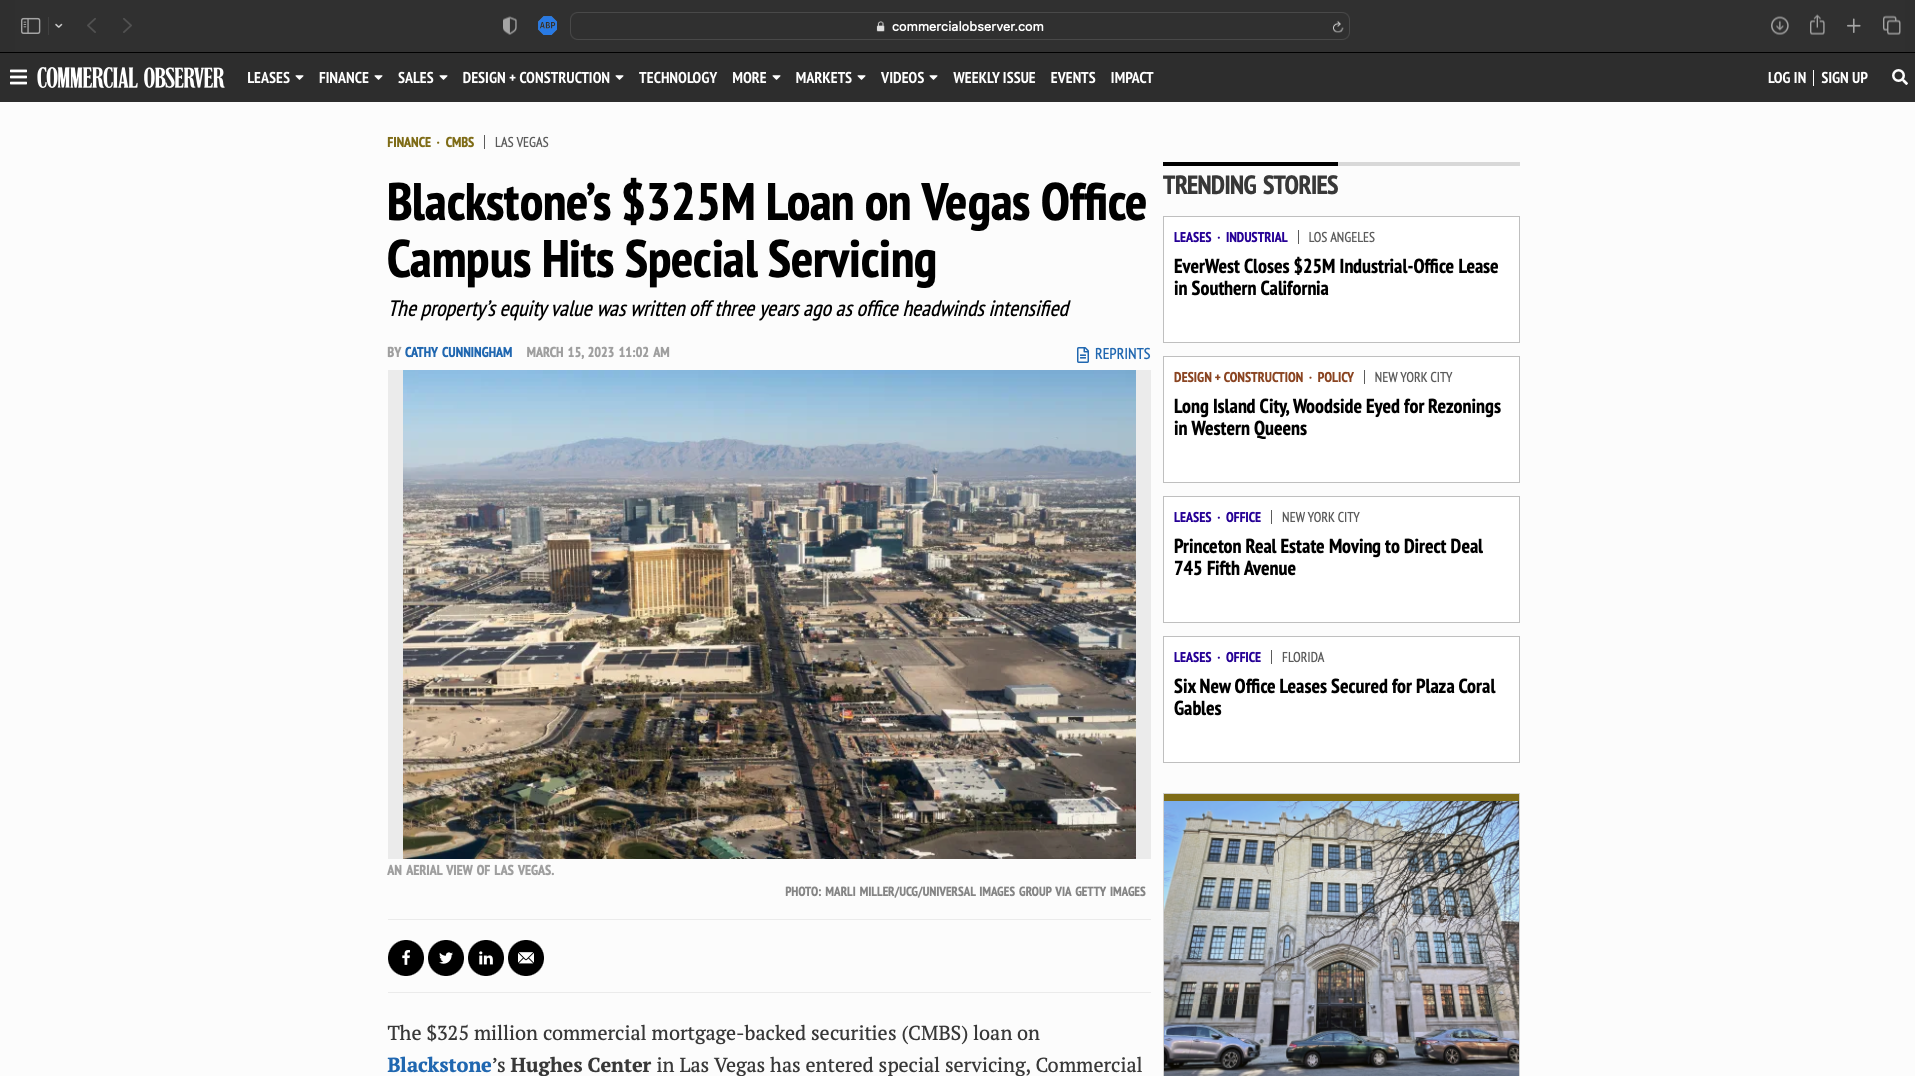 ABP
commercialobserver.com
COMMERCIAL OBSERVER LEASES FINANCE SALES DESIGN + CONSTRUCTION TECHNOLOGY MORE MARKETS VIDEOS WEEKLY ISSUE EVENTS IMPACT LOG IN | SIGN UP
FINANCE · CMBS | LAS VEGAS
Blackstone’s $325M Loan on Vegas Office
Campus Hits Special Servicing
The property’s equity value was written off three years ago as office headwinds intensified
BY CATHY CUNNINGHAM MARCH 15, 2023 11:02 AM
REPRINTS
AN AERIAL VIEW OF LAS VEGAS.
PHOTO: MARLI MILLER/UCG/UNIVERSAL IMAGES GROUP VIA GETTY IMAGES
The $325 million commercial mortgage-backed securities (CMBS) loan on
Blackstone’s Hughes Center in Las Vegas has entered special servicing, Commercial
TRENDING STORIES
LEASES · INDUSTRIAL | LOS ANGELES
EverWest Closes $25M Industrial-Office Lease
in Southern California
DESIGN + CONSTRUCTION · POLICY | NEW YORK CITY
Long Island City, Woodside Eyed for Rezonings
in Western Queens
LEASES · OFFICE | NEW YORK CITY
Princeton Real Estate Moving to Direct Deal
745 Fifth Avenue
LEASES · OFFICE | FLORIDA
Six New Office Leases Secured for Plaza Coral
Gables